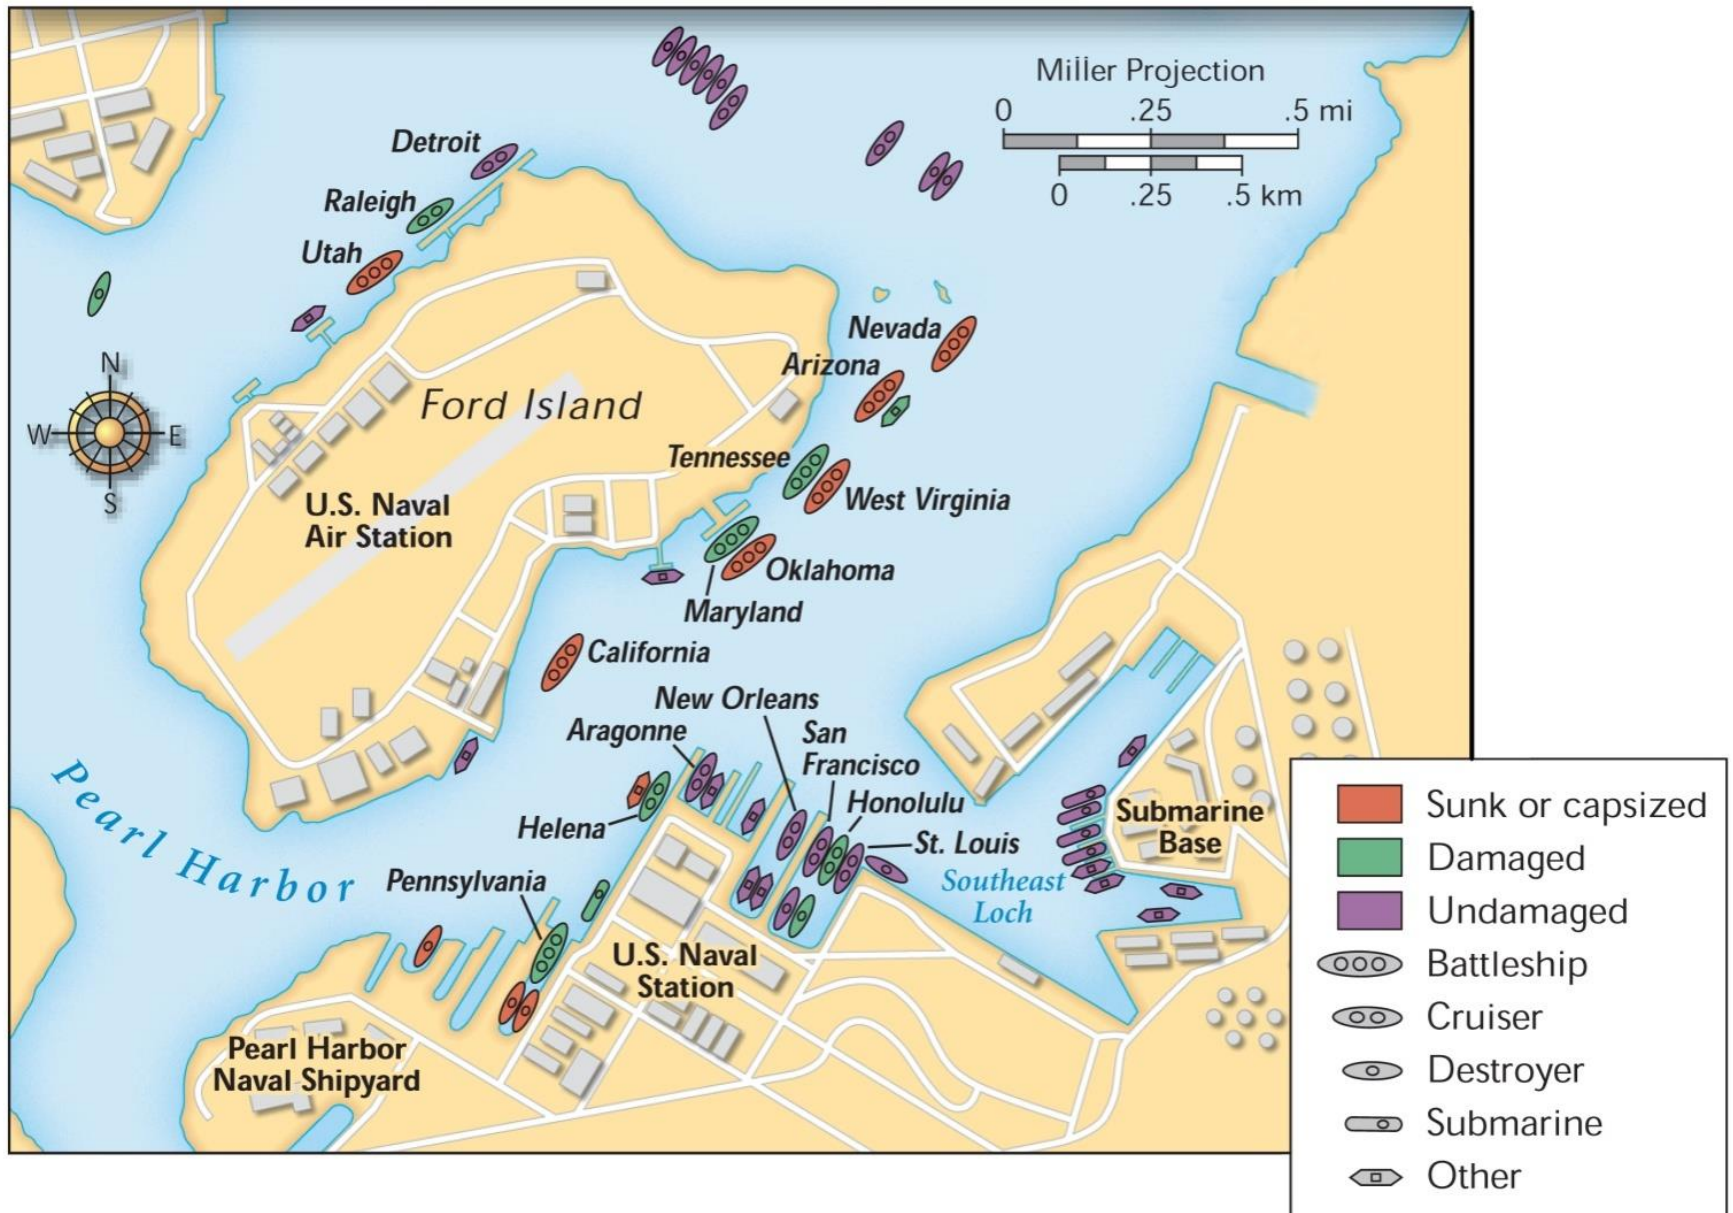 Miller Projection
0 .25 .5 mi
0 .25 .5 km
Detroit
Raleigh
Utah
Nevada
Arizona
N
W E
S
Ford Island
Tennessee
West Virginia
U.S. Naval
Air Station
Oklahoma
Maryland
California
New Orleans
Aragonne
San
Francisco
Honolulu
St. Louis
Helena
Pearl Harbor
Pennsylvania
Submarine
Base
Southeast
Loch
U.S. Naval
Station
Pearl Harbor
Naval Shipyard
Sunk or capsized
Damaged
Undamaged
Battleship
Cruiser
Destroyer
Submarine
Other